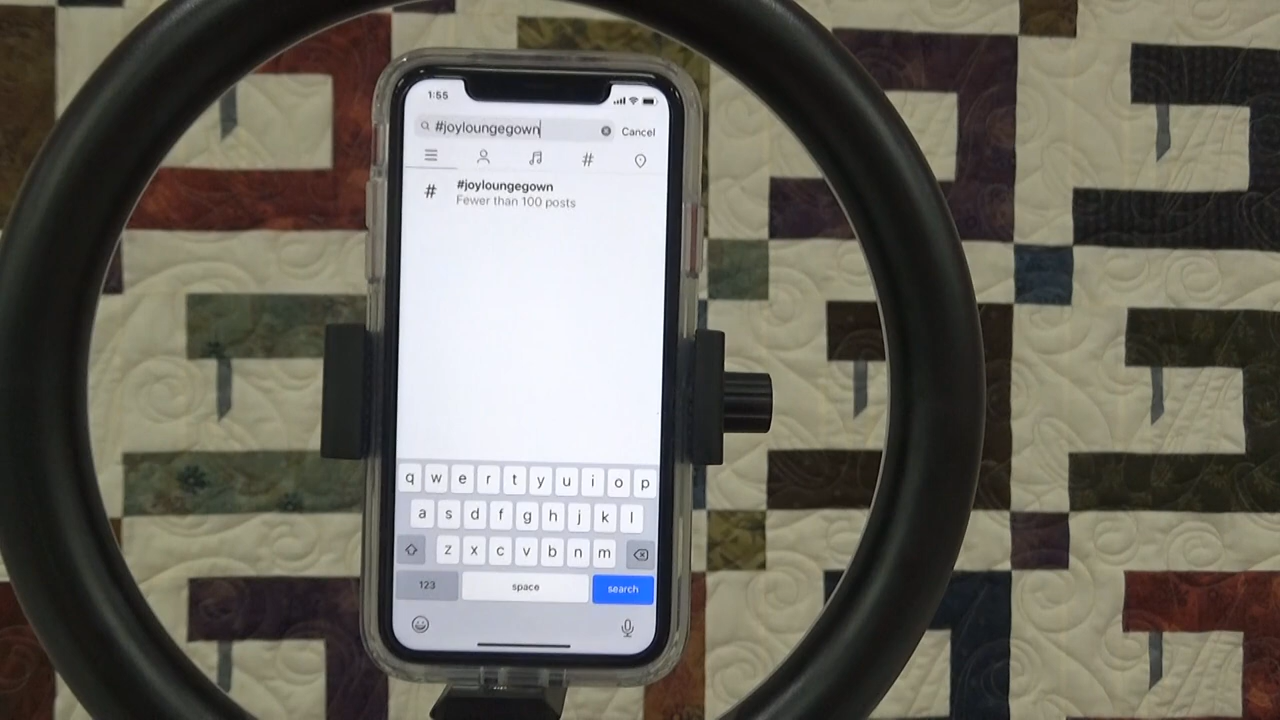 1:55
#joyloungegown
Cancel
#
# #joyloungegown
Fewer than 100 posts
q w e r t y u i o p
a s d f g h j k l
z x c v b n m
123 space search